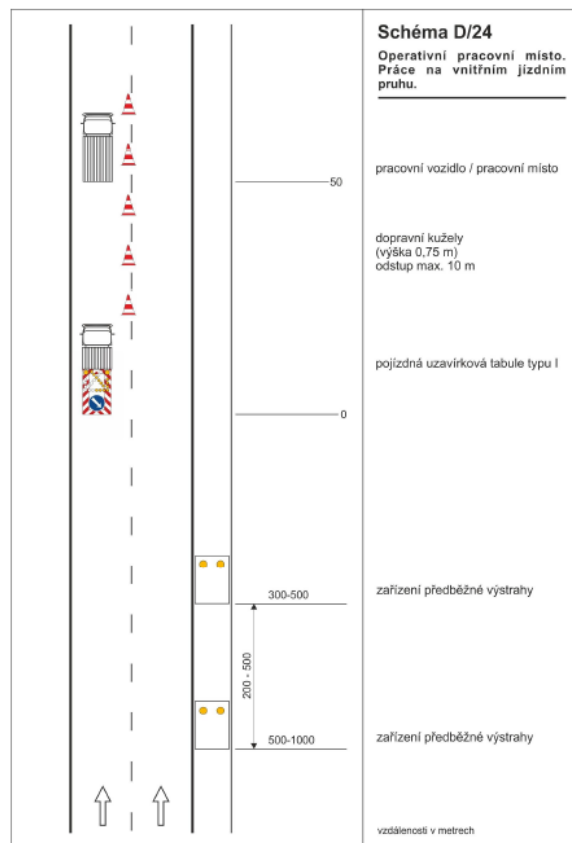 Schéma D/24
Operativní pracovní místo.
Práce na vnitřním jízdním
pruhu.
pracovní vozidlo / pracovní místo
50
dopravní kužely
(výška 0,75 m)
odstup max. 10 m
pojízdná uzavírková tabule typu I
0
300-500
zařízení předběžné výstrahy
200 - 500
500-1000
zařízení předběžné výstrahy
vzdálenosti v metrech